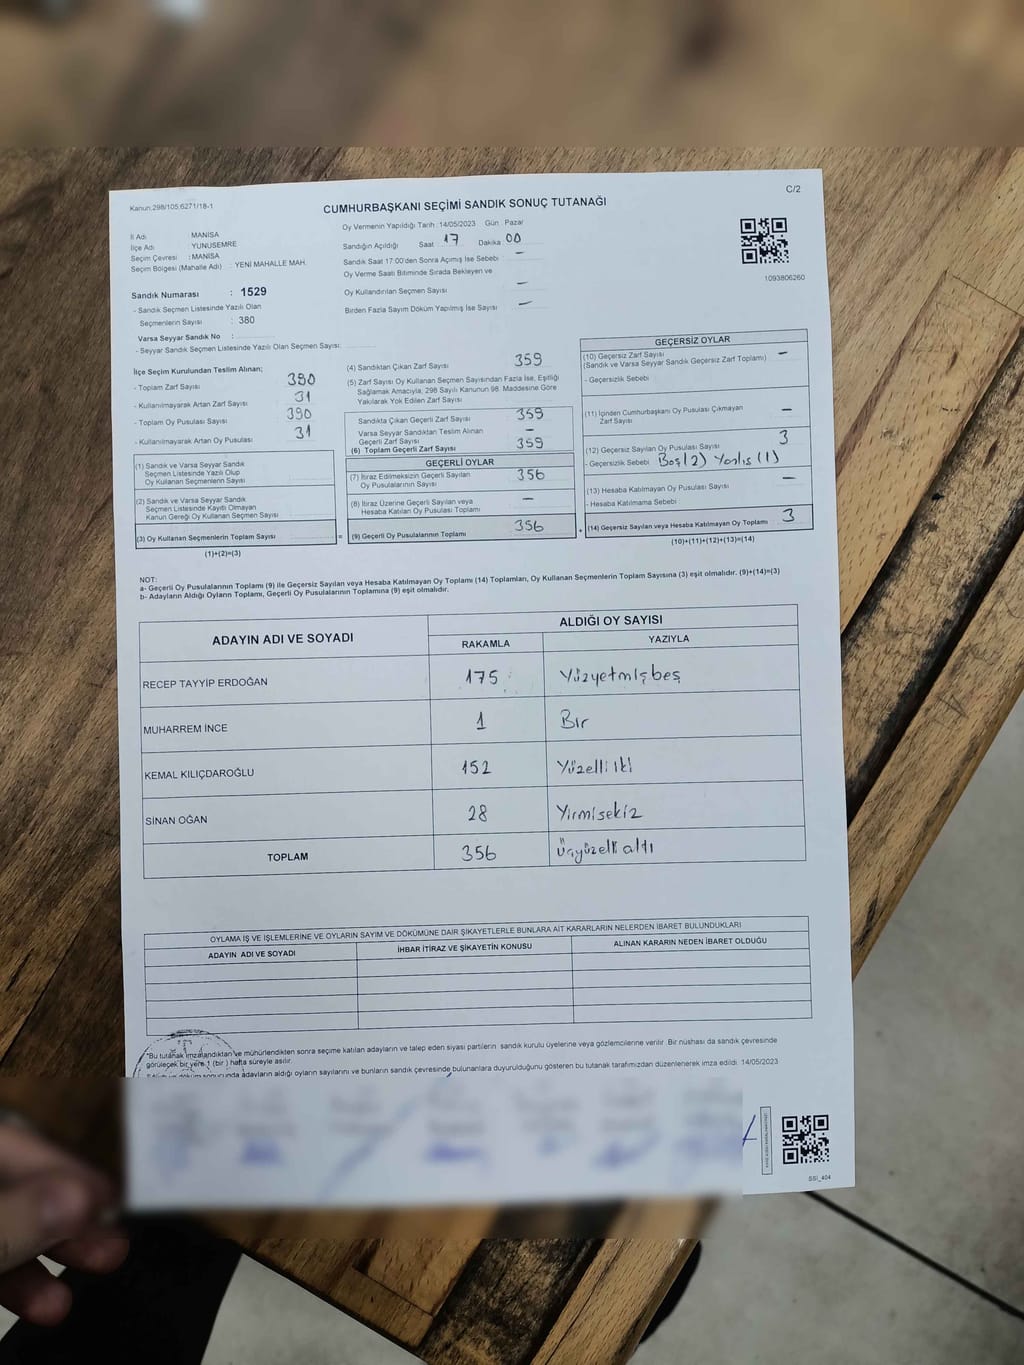 Kanun:298/105;6271/18-1
C/2
CUMHURBAŞKANI SEÇİMİ SANDIK SONUÇ TUTANAĞI
İl Adı : MANİSA
İlçe Adı : YUNUSEMRE
Seçim Çevresi : MANİSA
Seçim Bölgesi (Mahalle Adı) : YENİ MAHALLE MAH.
Sandık Numarası : 1529
- Sandık Seçmen Listesinde Yazılı Olan
Seçmenlerin Sayısı : 380
Varsa Seyyar Sandık No :
- Seyyar Sandık Seçmen Listesinde Yazılı Olan Seçmen Sayısı:
Oy Vermenin Yapıldığı Tarih : 14/05/2023 Gün : Pazar
Sandığın Açıldığı Saat 17 Dakika 00
Sandık Saat 17:00'den Sonra Açımış İse Sebebi –
Oy Verme Saati Bitiminde Sırada Bekleyen ve
Oy Kullandırılan Seçmen Sayısı –
Birden Fazla Sayım Döküm Yapılmış İse Sayısı –
1093806260
İlçe Seçim Kurulundan Teslim Alınan;
- Toplam Zarf Sayısı 390
- Kullanılmayarak Artan Zarf Sayısı 31
- Toplam Oy Pusulası Sayısı 390
- Kullanılmayarak Artan Oy Pusulası 31
(1) Sandık ve Varsa Seyyar Sandık
Seçmen Listesinde Yazılı Olup
Oy Kullanan Seçmenlerin Sayısı
(2) Sandık ve Varsa Seyyar Sandık
Seçmen Listesinde Kayıtlı Olmayan
Kanun Gereği Oy Kullanan Seçmen Sayısı
(3) Oy Kullanan Seçmenlerin Toplam Sayısı
(1)+(2)=(3)
(4) Sandıktan Çıkan Zarf Sayısı 359
(5) Zarf Sayısı Oy Kullanan Seçmen Sayısından Fazla İse, Eşitliği
Sağlamak Amacıyla, 298 Sayılı Kanunun 98. Maddesine Göre
Yakılarak Yok Edilen Zarf Sayısı
Sandıkta Çıkan Geçerli Zarf Sayısı 359
Varsa Seyyar Sandıktan Teslim Alınan
Geçerli Zarf Sayısı –
(6) Toplam Geçerli Zarf Sayısı 359
GEÇERLİ OYLAR
(7) İtiraz Edilmeksizin Geçerli Sayılan
Oy Pusulalarının Sayısı 356
(8) İtiraz Üzerine Geçerli Sayılan veya
Hesaba Katılan Oy Pusulası Toplamı –
= (9) Geçerli Oy Pusulalarının Toplamı 356
GEÇERSİZ OYLAR
(10) Geçersiz Zarf Sayısı
(Sandık ve Varsa Seyyar Sandık Geçersiz Zarf Toplamı) –
- Geçersizlik Sebebi
(11) İçinden Cumhurbaşkanı Oy Pusulası Çıkmayan
Zarf Sayısı –
(12) Geçersiz Sayılan Oy Pusulası Sayısı 3
- Geçersizlik Sebebi Boş(2) Yanlış (1)
(13) Hesaba Katılmayan Oy Pusulası Sayısı –
- Hesaba Katılmama Sebebi
+ (14) Geçersiz Sayılan veya Hesaba Katılmayan Oy Toplamı 3
(10)+(11)+(12)+(13)=(14)
NOT:
a- Geçerli Oy Pusulalarının Toplamı (9) ile Geçersiz Sayılan veya Hesaba Katılmayan Oy Toplamı (14) Toplamları, Oy Kullanan Seçmenlerin Toplam Sayısına (3) eşit olmalıdır. (9)+(14)=(3)
b- Adayların Aldığı Oyların Toplamı, Geçerli Oy Pusulalarının Toplamına (9) eşit olmalıdır.
ADAYIN ADI VE SOYADI ALDIĞI OY SAYISI
RAKAMLA YAZIYLA
RECEP TAYYİP ERDOĞAN 175 Yüzyetmişbeş
MUHARREM İNCE 1 Bir
KEMAL KILIÇDAROĞLU 152 Yüzelliiki
SİNAN OĞAN 28 Yirmisekiz
TOPLAM 356 Üçyüzelli altı
OYLAMA İŞ VE İŞLEMLERİNE VE OYLARIN SAYIM VE DÖKÜMÜNE DAİR ŞİKAYETLERLE BUNLARA AİT KARARLARIN NELERDEN İBARET BULUNDUKLARI
ADAYIN ADI VE SOYADI İHBAR İTİRAZ VE ŞİKAYETİN KONUSU ALINAN KARARIN NEDEN İBARET OLDUĞU
*Bu tutanak imzalandıktan ve mühürlendikten sonra seçime katılan adayların ve talep eden siyasi partilerin sandık kurulu üyelerine veya gözlemcilerine verilir. Bir nüshası da sandık çevresinde
görülecek bir yere 1 (bir ) hafta süreyle asılır.
sonucunda adayların aldığı oyların sayılarını ve bunların sandık çevresinde bulunanlara duyurulduğunu gösteren bu tutanak tarafımızdan düzenlenerek imza edildi. 14/05/2023
SSI_404